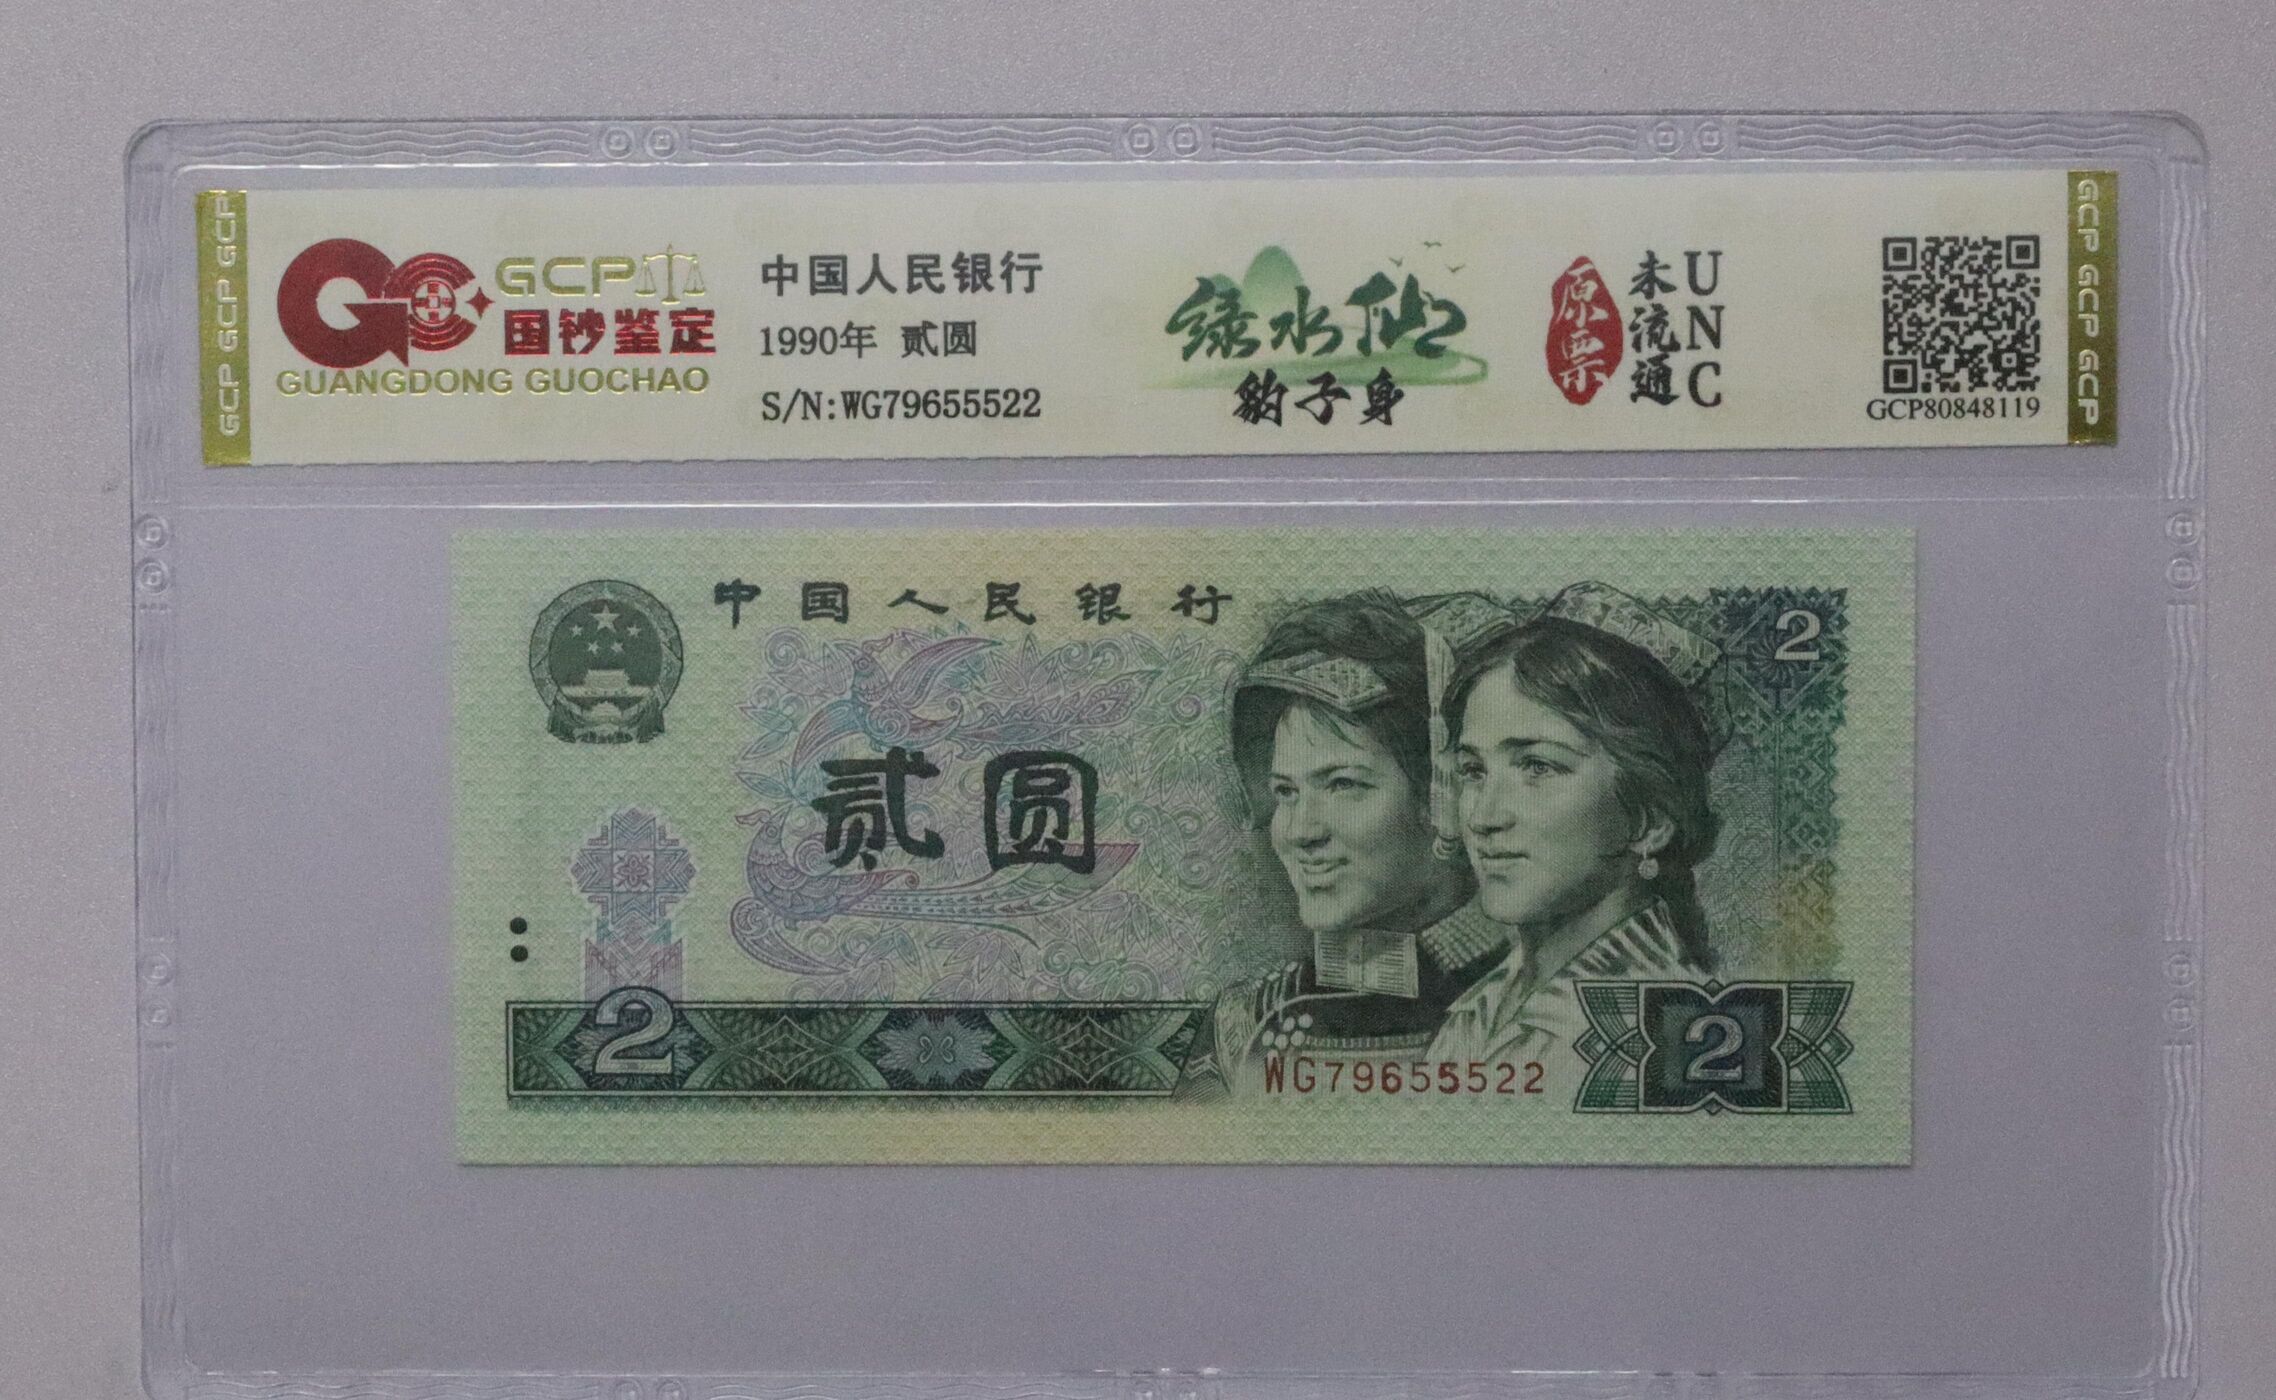 GCP GCP GCP
GCP
国钞鉴定
GUANGDONG GUOCHAO
中国人民银行
1990年 贰圆
S/N:WG79655522
绿水仙
豹子身
原票
未流通
UNC
GCP80848119
GCP GCP GCP
中国人民银行
2
贰圆
2
WG79655522
2